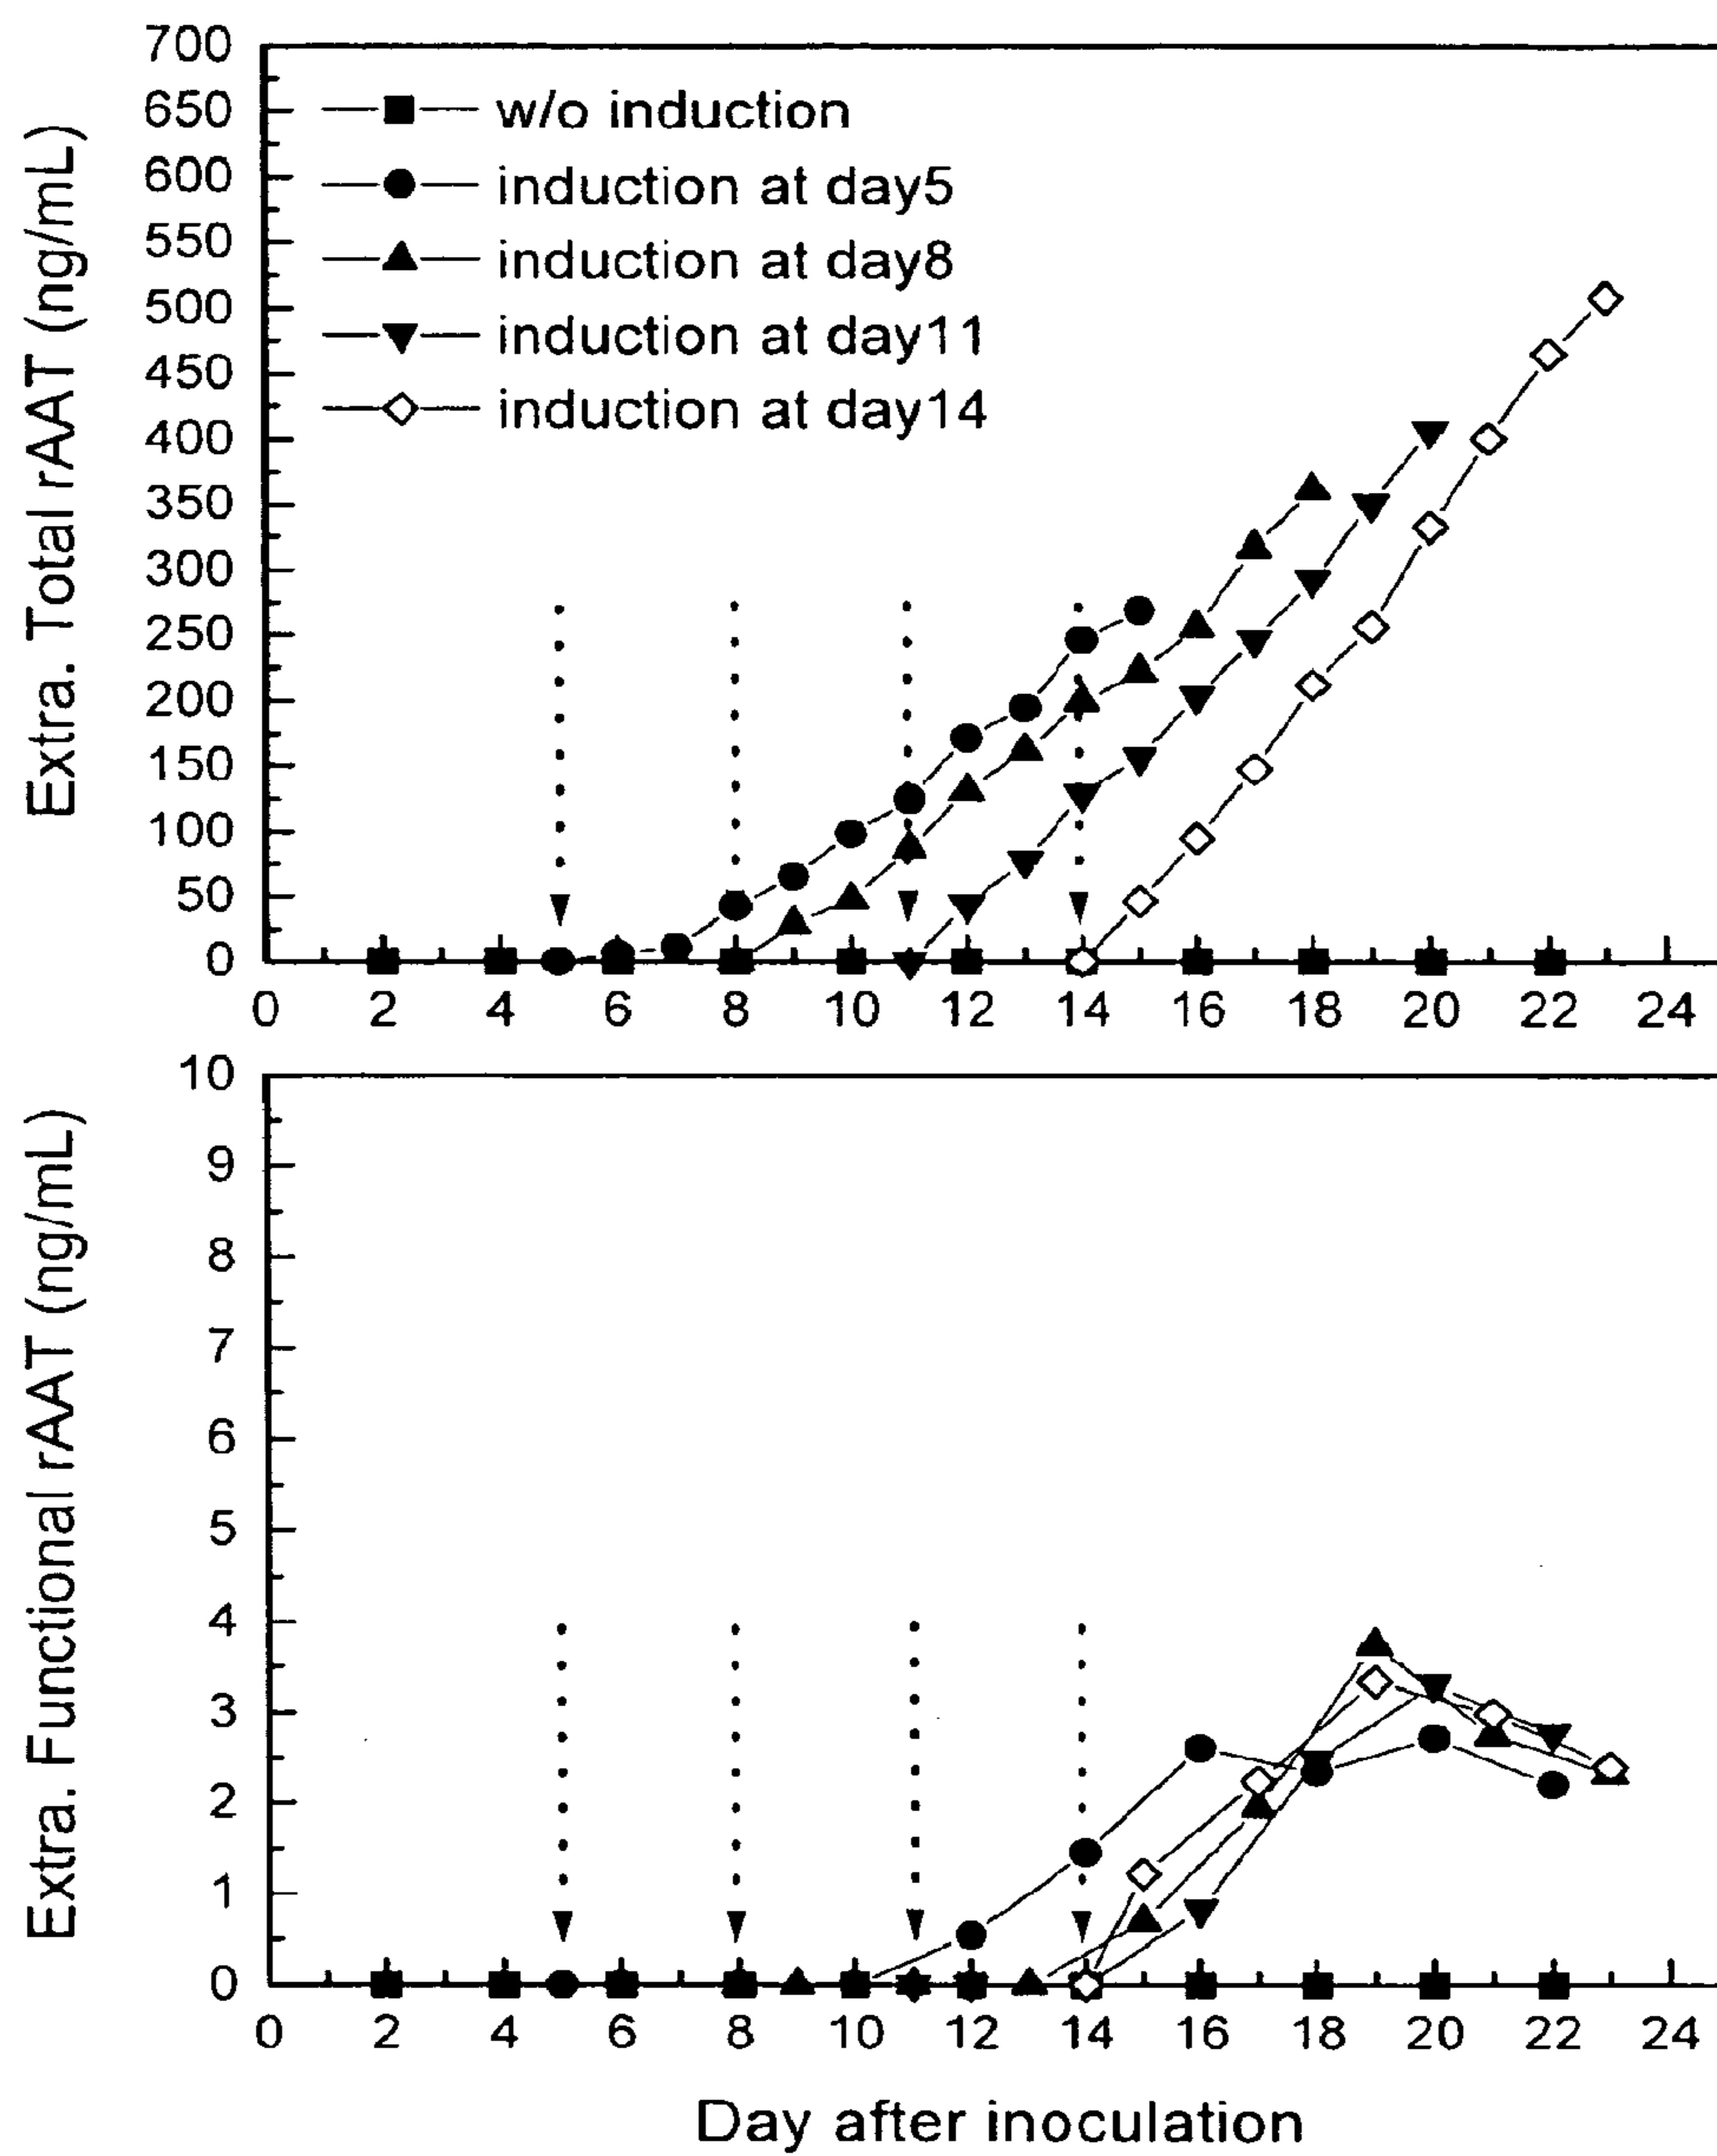 Extra. Total rAAT (ng/mL)
700
650
600
550
500
450
400
350
300
250
200
150
100
50
0
w/o induction
induction at day5
induction at day8
induction at day11
induction at day14
0 2 4 6 8 10 12 14 16 18 20 22 24
Extra. Functional rAAT (ng/mL)
10
9
8
7
6
5
4
3
2
1
0
0 2 4 6 8 10 12 14 16 18 20 22 24
Day after inoculation